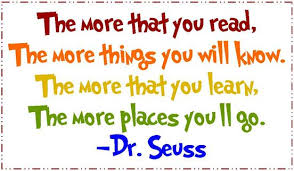 The more that you read,
The more things you will know.
The more that you learn,
The more places you ll go.
-Dr. Seuss